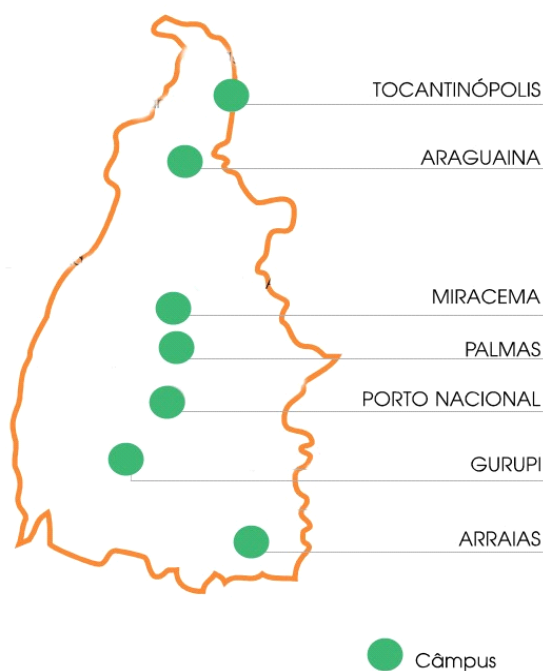 TOCANTINÓPOLIS
ARAGUAINA
MIRACEMA
PALMAS
PORTO NACIONAL
GURUPI
ARRAIAS
Câmpus